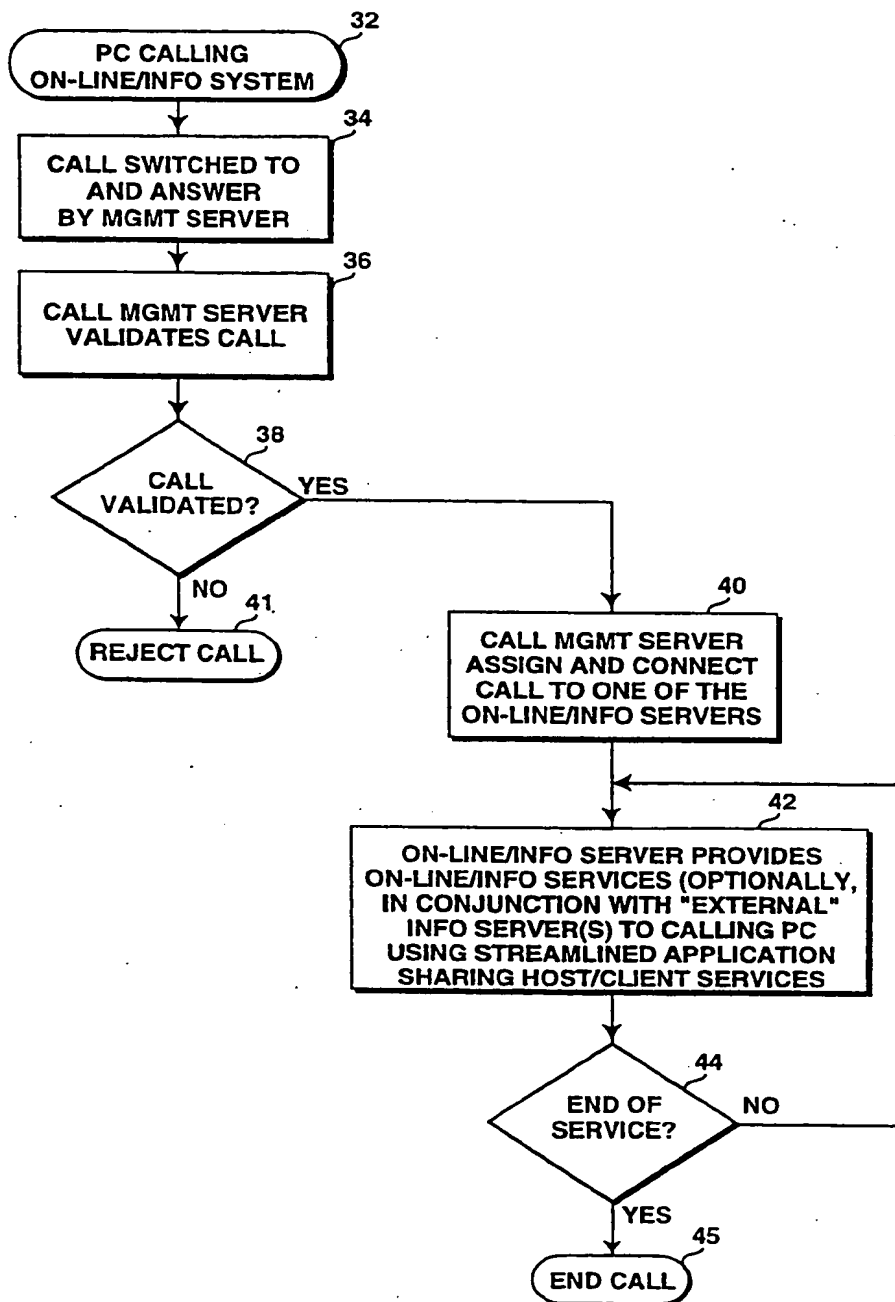 32
PC CALLING
ON-LINE/INFO SYSTEM
34
CALL SWITCHED TO
AND ANSWER
BY MGMT SERVER
36
CALL MGMT SERVER
VALIDATES CALL
38
CALL
VALIDATED?
YES
NO
41
REJECT CALL
40
CALL MGMT SERVER
ASSIGN AND CONNECT
CALL TO ONE OF THE
ON-LINE/INFO SERVERS
42
ON-LINE/INFO SERVER PROVIDES
ON-LINE/INFO SERVICES (OPTIONALLY,
IN CONJUNCTION WITH "EXTERNAL"
INFO SERVER(S) TO CALLING PC
USING STREAMLINED APPLICATION
SHARING HOST/CLIENT SERVICES
44
END OF
SERVICE?
NO
YES
45
END CALL